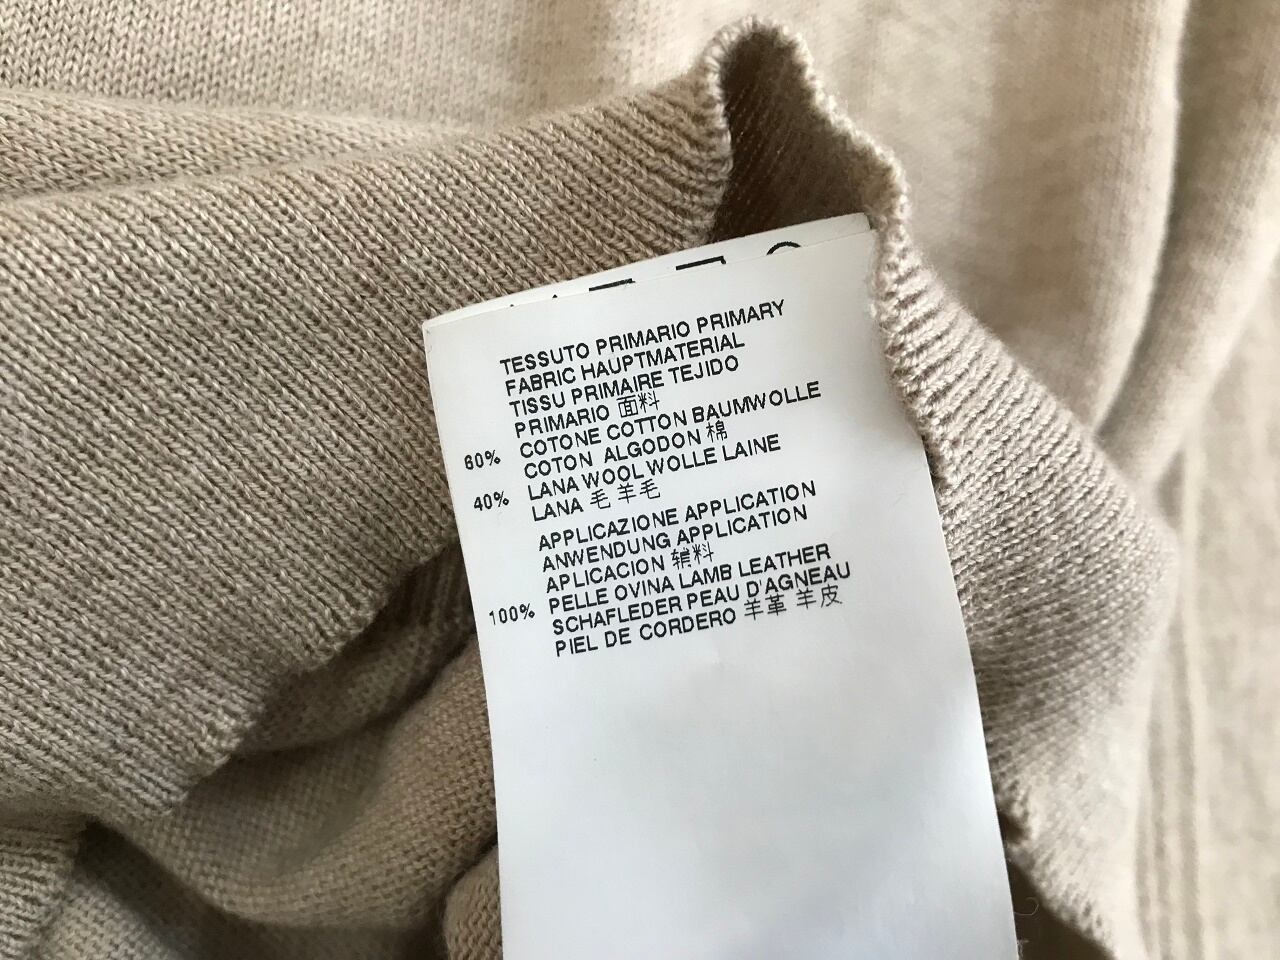 TESSUTO PRIMARIO PRIMARY
FABRIC HAUPTMATERIAL
TISSU PRIMAIRE TEJIDO
PRIMARIO 面料
60% COTONE COTTON BAUMWOLLE
COTON ALGODON 棉
40% LANA WOOL WOLLE LAINE
LANA 毛 羊毛
APPLICAZIONE APPLICATION
ANWENDUNG APPLICATION
APLICACION 辅料
100% PELLE OVINA LAMB LEATHER
SCHAFLEDER PEAU D'AGNEAU
PIEL DE CORDERO 羊革 羊皮